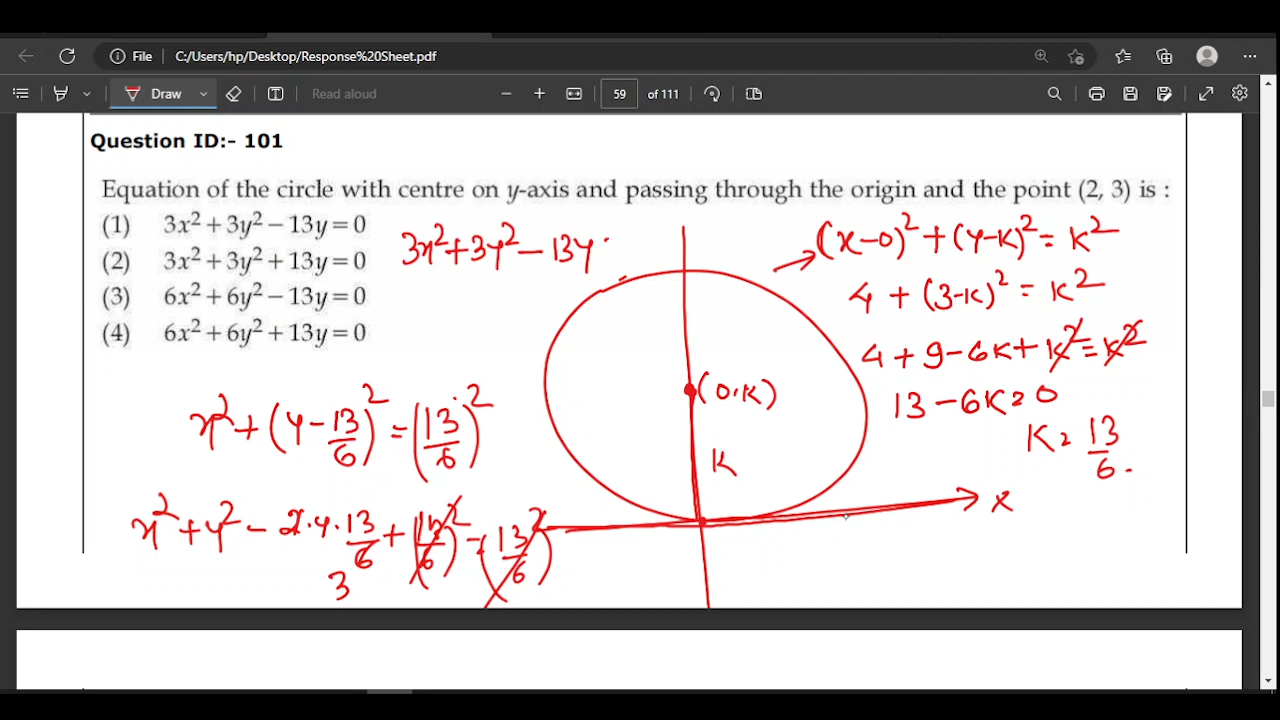 File C:/Users/hp/Desktop/Response%20Sheet.pdf
Draw Read aloud 59 of 111
Question ID:- 101
Equation of the circle with centre on y-axis and passing through the origin and the point (2, 3) is :
(1) 3x² + 3y² − 13y = 0
(2) 3x² + 3y² + 13y = 0
(3) 6x² + 6y² − 13y = 0
(4) 6x² + 6y² + 13y = 0
3x² + 3y² − 13y
(x−0)² + (y−k)² = k²
4 + (3−k)² = k²
4 + 9 − 6k + k² = k²
13 − 6k = 0
k = 13/6
(0,k)
k
x
x² + (y − 13/6)² = (13/6)²
x² + y² − 2·y·13/6 + (13/6)² − (13/6)²
3